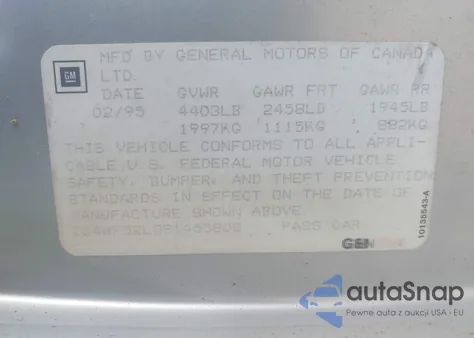 MFD BY GENERAL MOTORS OF CANADA
LTD.
GM
DATE GVWR GAWR FRT GAWR RR
02/95 4403LB 2458LB 1945LB
1997KG 1115KG 882KG
THIS VEHICLE CONFORMS TO ALL APPLI-
CABLE U.S. FEDERAL MOTOR VEHICLE
SAFETY, BUMPER, AND THEFT PREVENTION
STANDARDS IN EFFECT ON THE DATE OF
MANUFACTURE SHOWN ABOVE
PASS CAR
10135543-A
autoSnap
Pewne auta z aukcji USA - EU